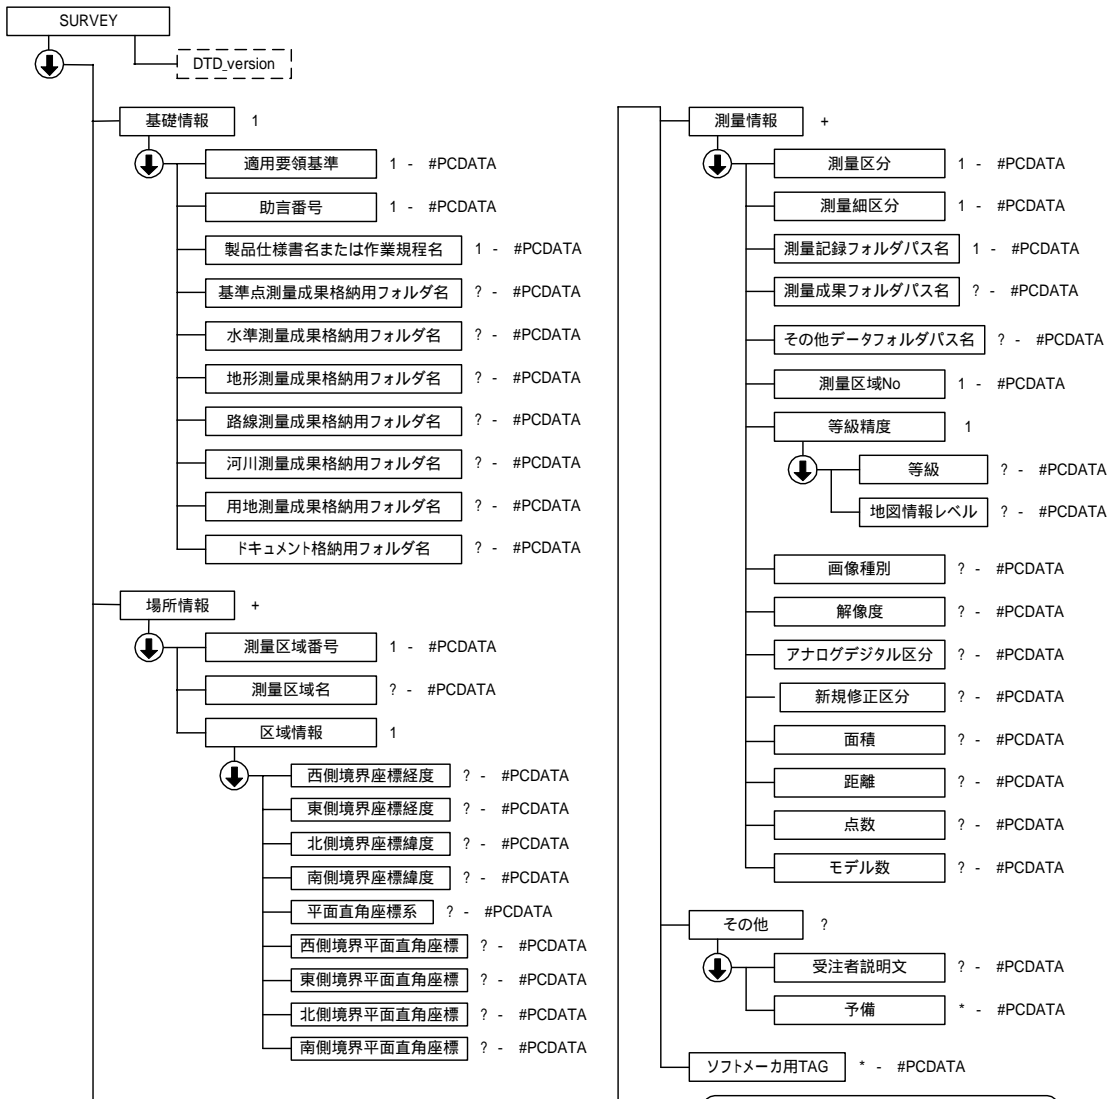 SURVEY
DTD_version
基礎情報 1
適用要領基準 1 - #PCDATA
助言番号 1 - #PCDATA
製品仕様書名または作業規程名 1 - #PCDATA
基準点測量成果格納用フォルダ名 ? - #PCDATA
水準測量成果格納用フォルダ名 ? - #PCDATA
地形測量成果格納用フォルダ名 ? - #PCDATA
路線測量成果格納用フォルダ名 ? - #PCDATA
河川測量成果格納用フォルダ名 ? - #PCDATA
用地測量成果格納用フォルダ名 ? - #PCDATA
ドキュメント格納用フォルダ名 ? - #PCDATA
場所情報 +
測量区域番号 1 - #PCDATA
測量区域名 ? - #PCDATA
区域情報 1
西側境界座標経度 ? - #PCDATA
東側境界座標経度 ? - #PCDATA
北側境界座標緯度 ? - #PCDATA
南側境界座標緯度 ? - #PCDATA
平面直角座標系 ? - #PCDATA
西側境界平面直角座標 ? - #PCDATA
東側境界平面直角座標 ? - #PCDATA
北側境界平面直角座標 ? - #PCDATA
南側境界平面直角座標 ? - #PCDATA
測量情報 +
測量区分 1 - #PCDATA
測量細区分 1 - #PCDATA
測量記録フォルダパス名 1 - #PCDATA
測量成果フォルダパス名 ? - #PCDATA
その他データフォルダパス名 ? - #PCDATA
測量区域No 1 - #PCDATA
等級精度 1
等級 ? - #PCDATA
地図情報レベル ? - #PCDATA
画像種別 ? - #PCDATA
解像度 ? - #PCDATA
アナログデジタル区分 ? - #PCDATA
新規修正区分 ? - #PCDATA
面積 ? - #PCDATA
距離 ? - #PCDATA
点数 ? - #PCDATA
モデル数 ? - #PCDATA
その他 ?
受注者説明文 ? - #PCDATA
予備 * - #PCDATA
ソフトメーカ用TAG * - #PCDATA